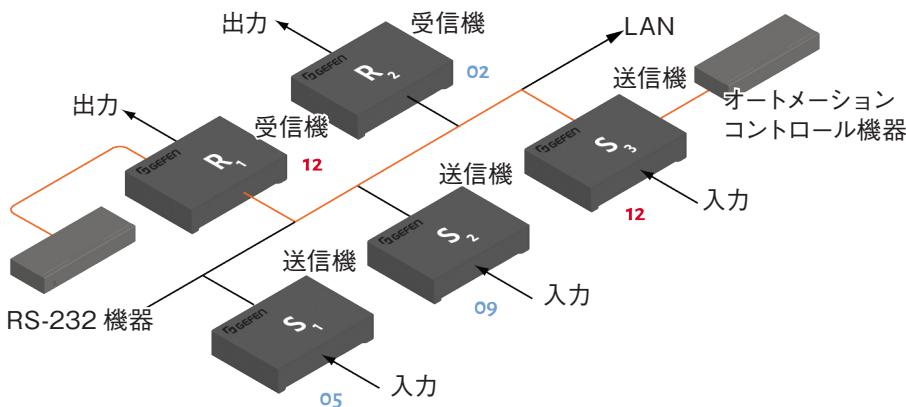 出力
受信機
GEFEN
R2
02
LAN
送信機
オートメーション
コントロール機器
GEFEN
S3
12
入力
出力
受信機
GEFEN
R1
12
送信機
GEFEN
S2
09
入力
RS-232 機器
送信機
GEFEN
S1
05
入力